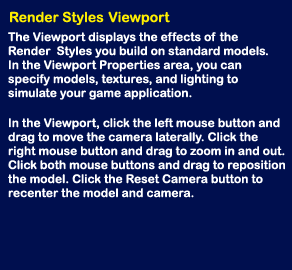 Render Styles Viewport
The Viewport displays the effects of the
Render Styles you build on standard models.
In the Viewport Properties area, you can
specify models, textures, and lighting to
simulate your game application.
In the Viewport, click the left mouse button and
drag to move the camera laterally. Click the
right mouse button and drag to zoom in and out.
Click both mouse buttons and drag to reposition
the model. Click the Reset Camera button to
recenter the model and camera.